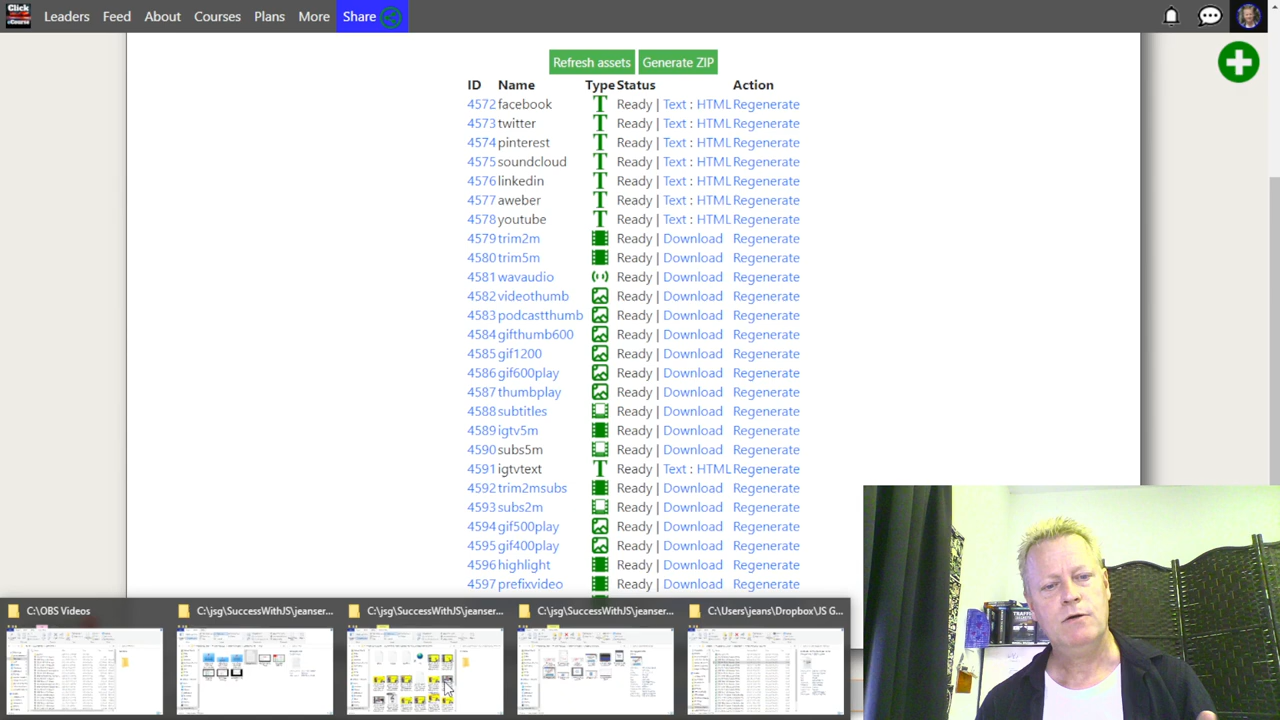 Click
eCourse
Leaders Feed About Courses Plans More Share
Refresh assets Generate ZIP
ID Name Type Status Action
4572 facebook T Ready | Text : HTML Regenerate
4573 twitter T Ready | Text : HTML Regenerate
4574 pinterest T Ready | Text : HTML Regenerate
4575 soundcloud T Ready | Text : HTML Regenerate
4576 linkedin T Ready | Text : HTML Regenerate
4577 aweber T Ready | Text : HTML Regenerate
4578 youtube T Ready | Text : HTML Regenerate
4579 trim2m Ready | Download Regenerate
4580 trim5m Ready | Download Regenerate
4581 wavaudio Ready | Download Regenerate
4582 videothumb Ready | Download Regenerate
4583 podcastthumb Ready | Download Regenerate
4584 gifthumb600 Ready | Download Regenerate
4585 gif1200 Ready | Download Regenerate
4586 gif600play Ready | Download Regenerate
4587 thumbplay Ready | Download Regenerate
4588 subtitles Ready | Download Regenerate
4589 igtv5m Ready | Download Regenerate
4590 subs5m Ready | Download Regenerate
4591 igtvtext T Ready | Text : HTML Regenerate
4592 trim2msubs Ready | Download Regenerate
4593 subs2m Ready | Download Regenerate
4594 gif500play Ready | Download Regenerate
4595 gif400play Ready | Download Regenerate
4596 highlight Ready | Download Regenerate
4597 prefixvideo Ready | Download Regenerate
C:\OBS Videos C:\jsg\SuccessWithJS\jeanser... C:\jsg\SuccessWithJS\jeanser... C:\jsg\SuccessWithJS\jeanser... C:\Users\jeans\Dropbox\JS G...
TRAFFIC